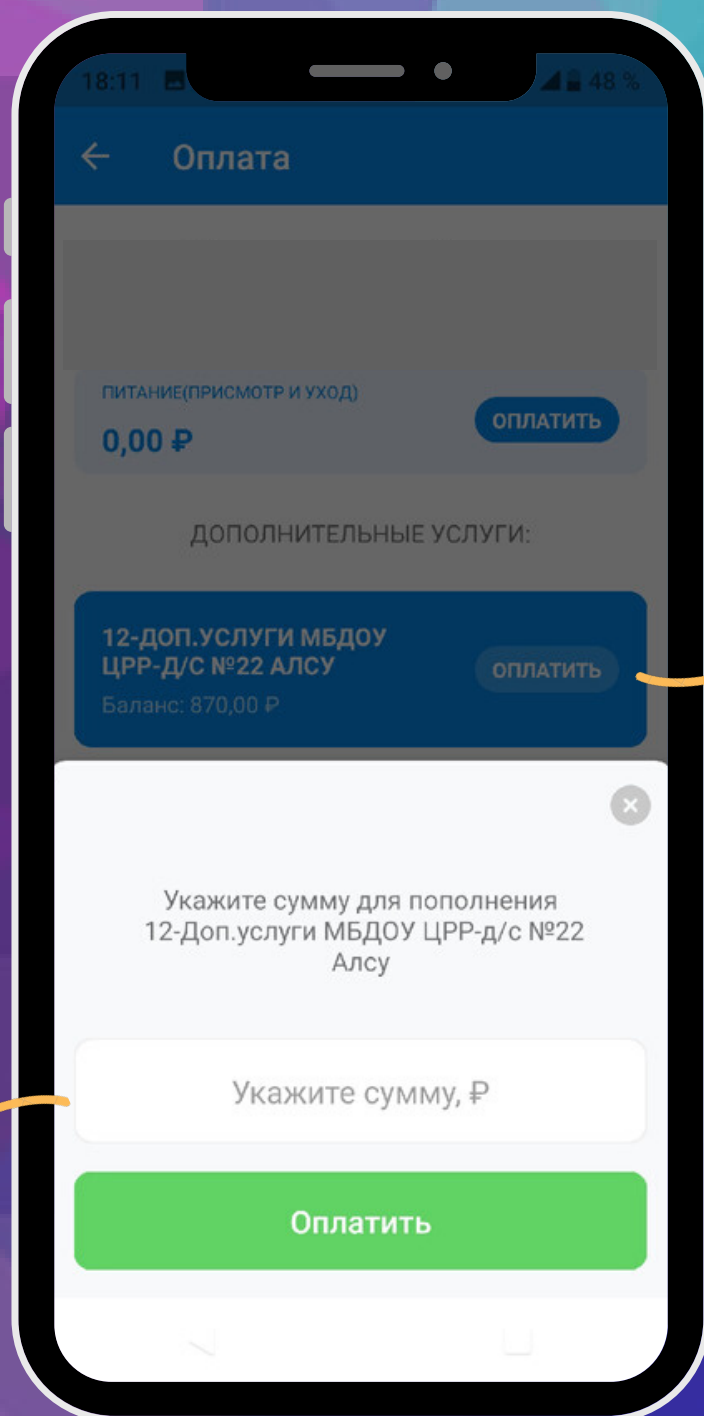 18:11 48 %
Оплата
ПИТАНИЕ(ПРИСМОТР И УХОД)
0,00 ₽
ОПЛАТИТЬ
ДОПОЛНИТЕЛЬНЫЕ УСЛУГИ:
12-ДОП.УСЛУГИ МБДОУ
ЦРР-Д/С №22 АЛСУ
ОПЛАТИТЬ
Баланс: 870,00 ₽
Укажите сумму для пополнения
12-Доп.услуги МБДОУ ЦРР-д/с №22
Алсу
Укажите сумму, ₽
Оплатить